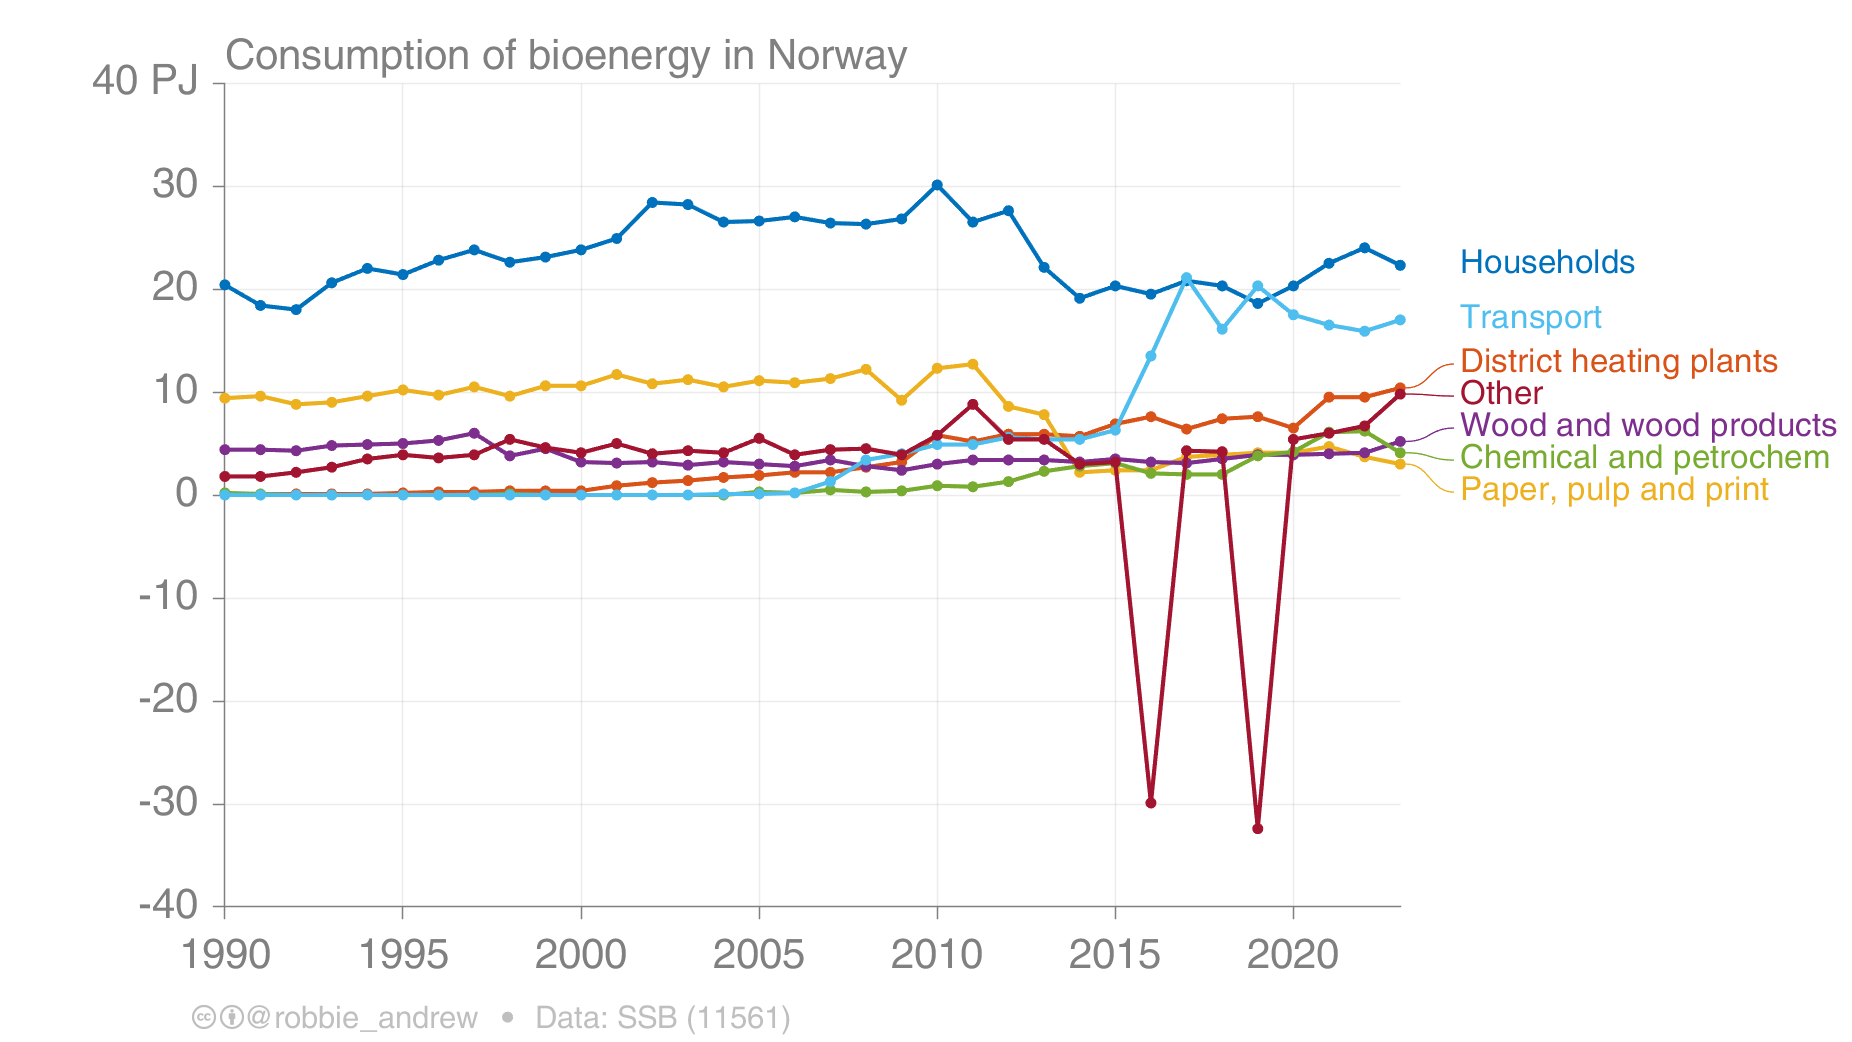 Consumption of bioenergy in Norway
40 PJ
30
20
10
0
-10
-20
-30
-40
1990 1995 2000 2005 2010 2015 2020
Households
Transport
District heating plants
Other
Wood and wood products
Chemical and petrochem
Paper, pulp and print
cc @robbie_andrew • Data: SSB (11561)